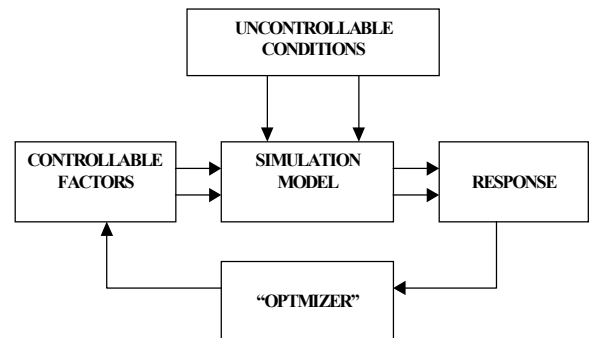 UNCONTROLLABLE
CONDITIONS
CONTROLLABLE
FACTORS
SIMULATION
MODEL
RESPONSE
“OPTMIZER”